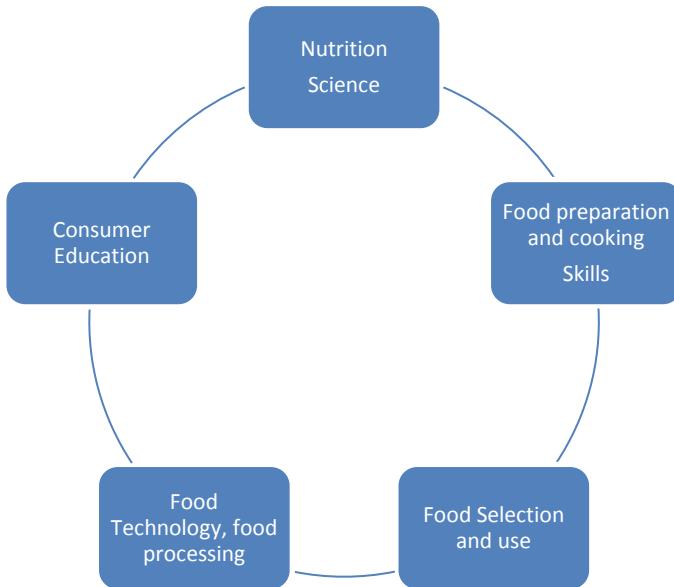 Nutrition
Science
Food preparation
and cooking
Skills
Food Selection
and use
Food
Technology, food
processing
Consumer
Education